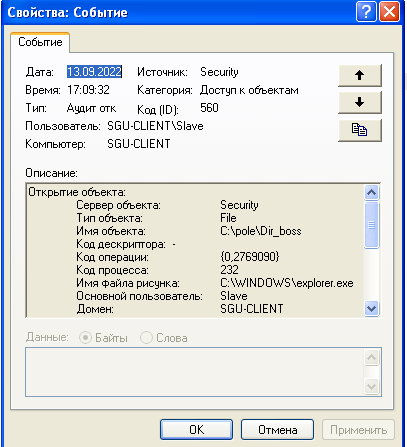 Свойства: Событие
Событие
Дата: 13.09.2022 Источник: Security
Время: 17:09:32 Категория: Доступ к объектам
Тип: Аудит отк Код (ID): 560
Пользователь: SGU-CLIENT\Slave
Компьютер: SGU-CLIENT
Описание:
Открытие объекта:
Сервер объекта: Security
Тип объекта: File
Имя объекта: C:\pole\Dir_boss
Код дескриптора: -
Код операции: {0,2769090}
Код процесса: 232
Имя файла рисунка: C:\WINDOWS\explorer.exe
Основной пользователь: Slave
Домен: SGU-CLIENT
Данные: Байты Слова
OK Отмена Применить